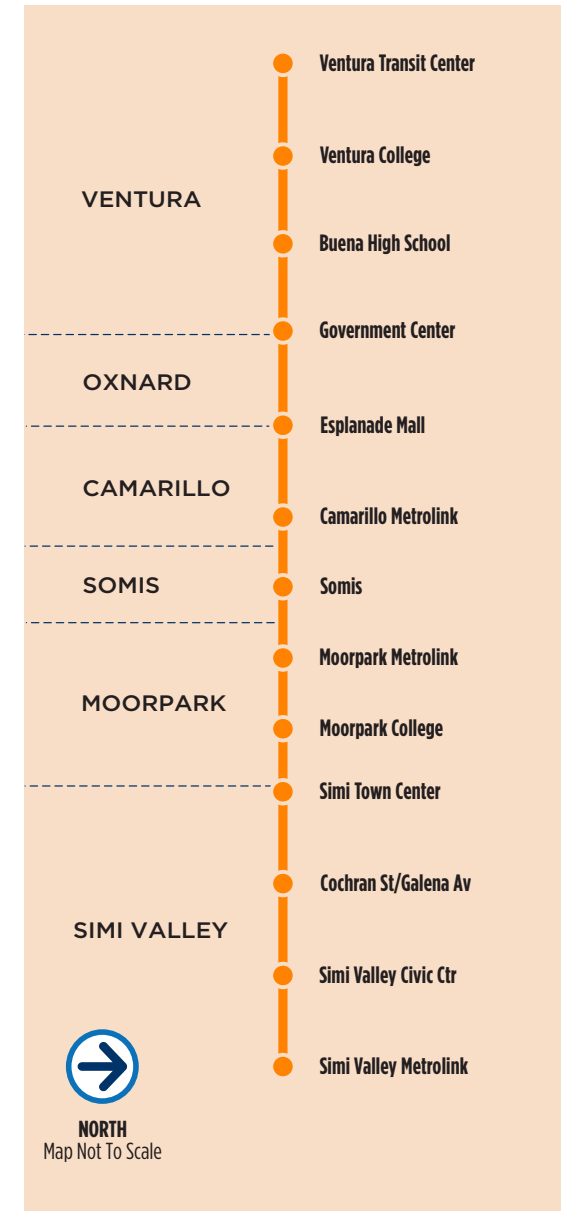 Ventura Transit Center
Ventura College
VENTURA
Buena High School
Government Center
OXNARD
Esplanade Mall
CAMARILLO
Camarillo Metrolink
SOMIS
Somis
Moorpark Metrolink
MOORPARK
Moorpark College
Simi Town Center
Cochran St/Galena Av
SIMI VALLEY
Simi Valley Civic Ctr
Simi Valley Metrolink
NORTH
Map Not To Scale